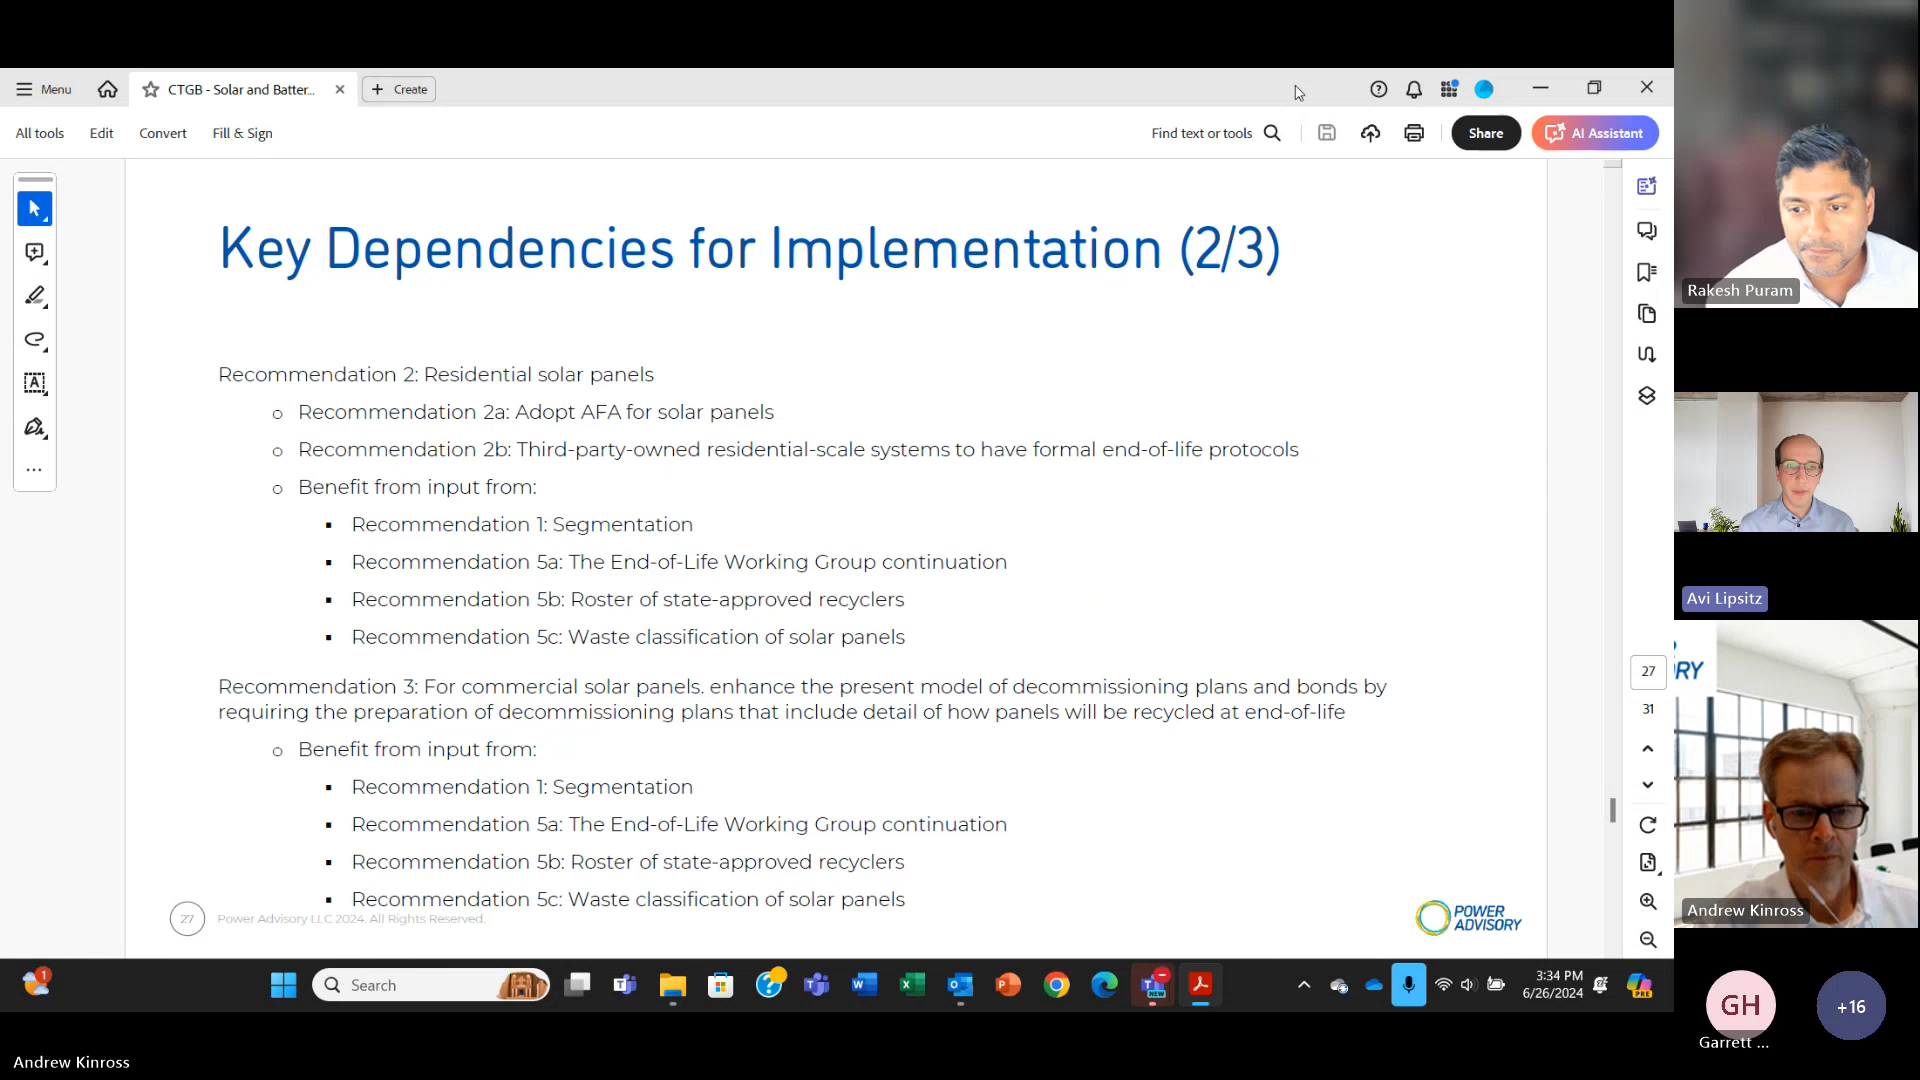 Menu
CTGB - Solar and Batter...
Create
All tools
Edit
Convert
Fill & Sign
Find text or tools
Share
AI Assistant
Key Dependencies for Implementation (2/3)
Recommendation 2: Residential solar panels
Recommendation 2a: Adopt AFA for solar panels
Recommendation 2b: Third-party-owned residential-scale systems to have formal end-of-life protocols
Benefit from input from:
Recommendation 1: Segmentation
Recommendation 5a: The End-of-Life Working Group continuation
Recommendation 5b: Roster of state-approved recyclers
Recommendation 5c: Waste classification of solar panels
Recommendation 3: For commercial solar panels. enhance the present model of decommissioning plans and bonds by
requiring the preparation of decommissioning plans that include detail of how panels will be recycled at end-of-life
Benefit from input from:
Recommendation 1: Segmentation
Recommendation 5a: The End-of-Life Working Group continuation
Recommendation 5b: Roster of state-approved recyclers
Recommendation 5c: Waste classification of solar panels
27
Power Advisory LLC 2024. All Rights Reserved.
POWER
ADVISORY
27
31
1
Search
3:34 PM
6/26/2024
Andrew Kinross
Rakesh Puram
Avi Lipsitz
RY
Andrew Kinross
GH
Garrett ...
+16